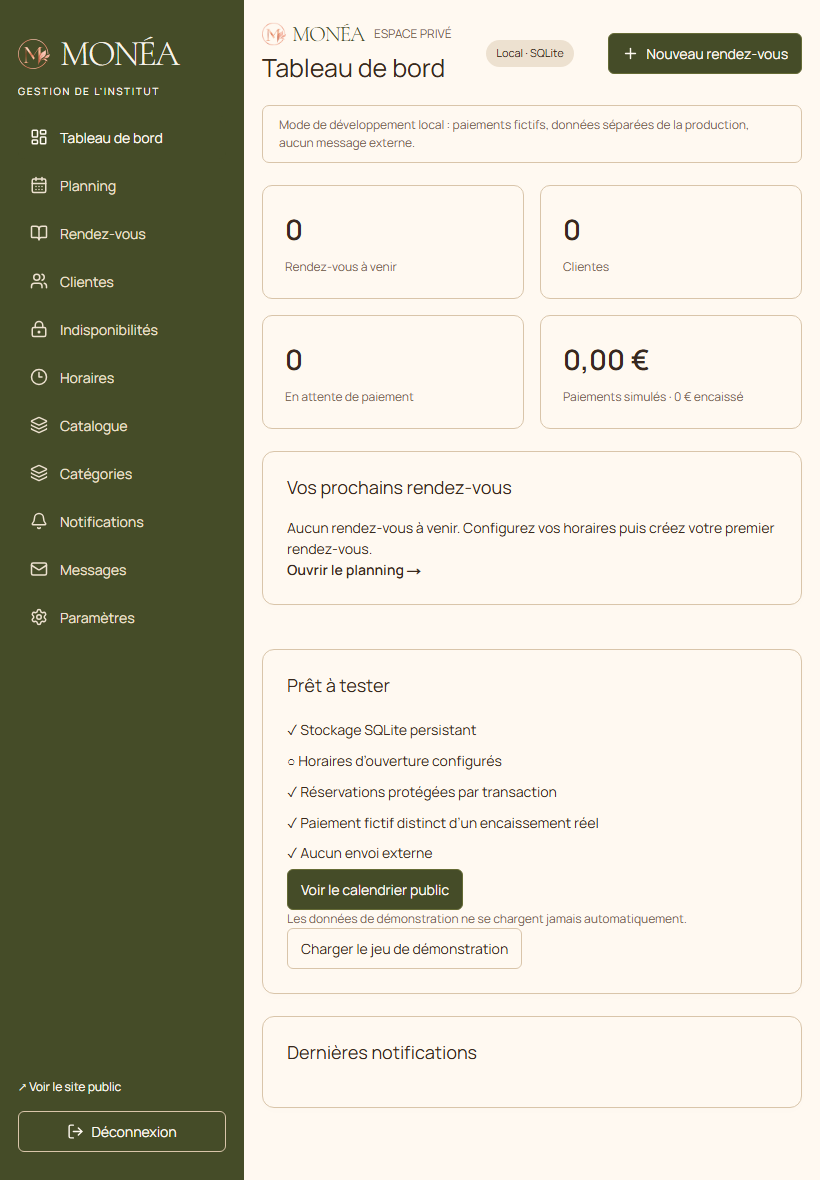 MONÉA
GESTION DE L'INSTITUT
Tableau de bord
Planning
Rendez-vous
Clientes
Indisponibilités
Horaires
Catalogue
Catégories
Notifications
Messages
Paramètres
↗ Voir le site public
Déconnexion
MONÉA ESPACE PRIVÉ
Tableau de bord
Local · SQLite
+ Nouveau rendez-vous
Mode de développement local : paiements fictifs, données séparées de la production,
aucun message externe.
0
Rendez-vous à venir
0
Clientes
0
En attente de paiement
0,00 €
Paiements simulés · 0 € encaissé
Vos prochains rendez-vous
Aucun rendez-vous à venir. Configurez vos horaires puis créez votre premier
rendez-vous.
Ouvrir le planning →
Prêt à tester
✓ Stockage SQLite persistant
○ Horaires d'ouverture configurés
✓ Réservations protégées par transaction
✓ Paiement fictif distinct d'un encaissement réel
✓ Aucun envoi externe
Voir le calendrier public
Les données de démonstration ne se chargent jamais automatiquement.
Charger le jeu de démonstration
Dernières notifications